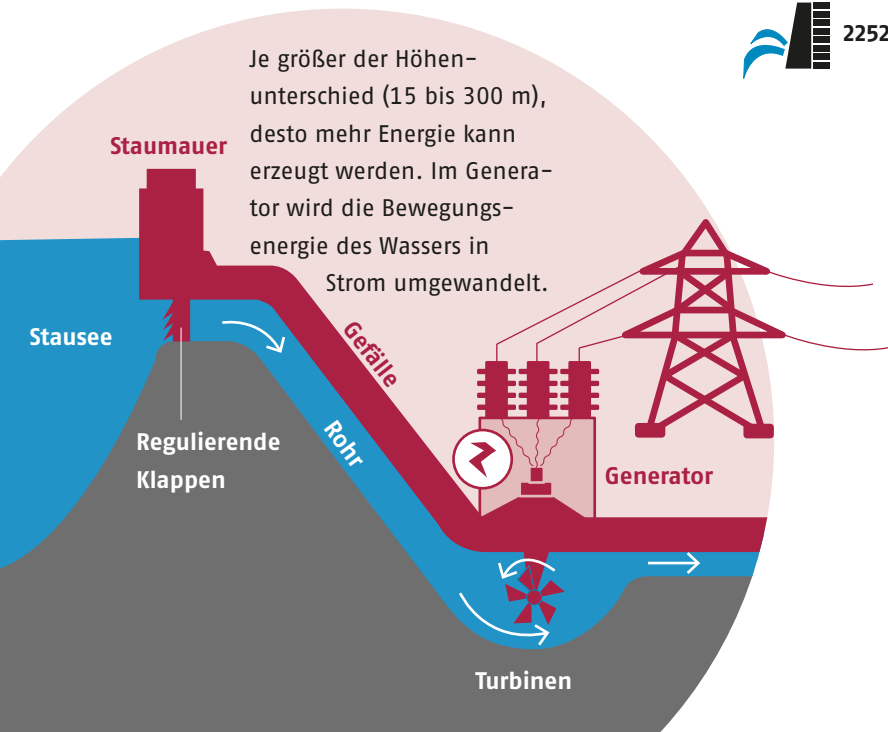 2252
Je größer der Höhen-
unterschied (15 bis 300 m),
desto mehr Energie kann
erzeugt werden. Im Genera-
tor wird die Bewegungs-
energie des Wassers in
Strom umgewandelt.
Staumauer
Stausee
Gefälle
Rohr
Regulierende
Klappen
Generator
Turbinen